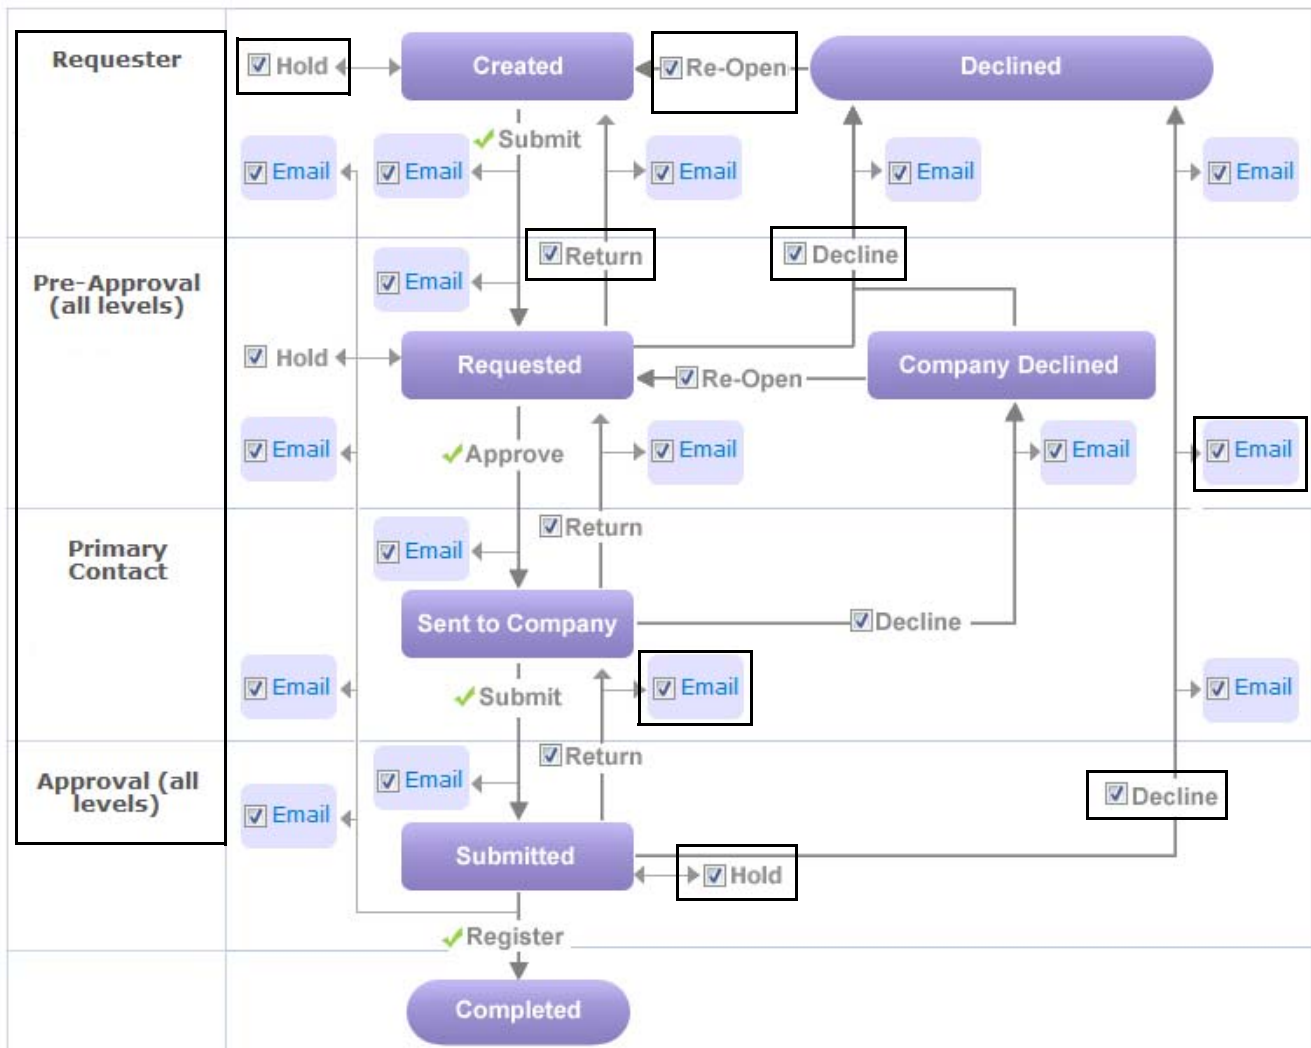 Requester
Hold
Created
Re-Open
Declined
Submit
Email
Email
Email
Email
Email
Return
Decline
Pre-Approval
(all levels)
Email
Hold
Requested
Re-Open
Company Declined
Email
Approve
Email
Email
Email
Primary
Contact
Email
Return
Sent to Company
Decline
Email
Submit
Email
Email
Return
Approval (all
levels)
Email
Email
Decline
Submitted
Hold
Register
Completed